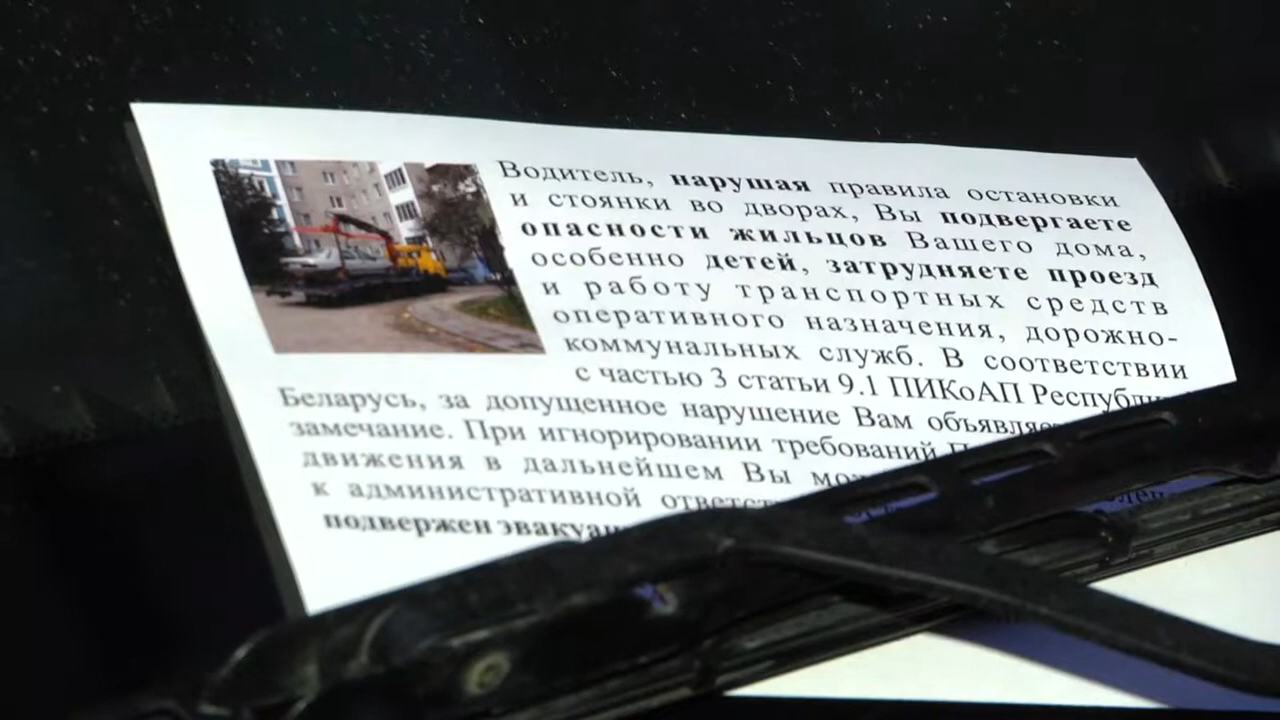 Водитель, нарушая правила остановки
и стоянки во дворах, Вы подвергаете
опасности жильцов Вашего дома,
особенно детей, затрудняете проезд
и работу транспортных средств
оперативного назначения, дорожно-
коммунальных служб. В соответствии
с частью 3 статьи 9.1 ПИКоАП
Беларусь, за допущенное нарушение Вам
замечание. При игнорировании требований
движения в дальнейшем Вы
к административной
подвержен